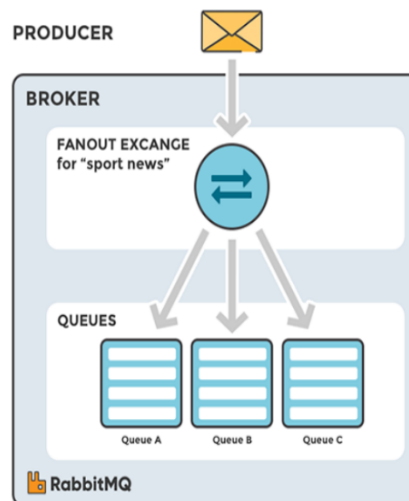 PRODUCER
BROKER
FANOUT EXCANGE
for "sport news"
QUEUES
Queue A
Queue B
Queue C
RabbitMQ